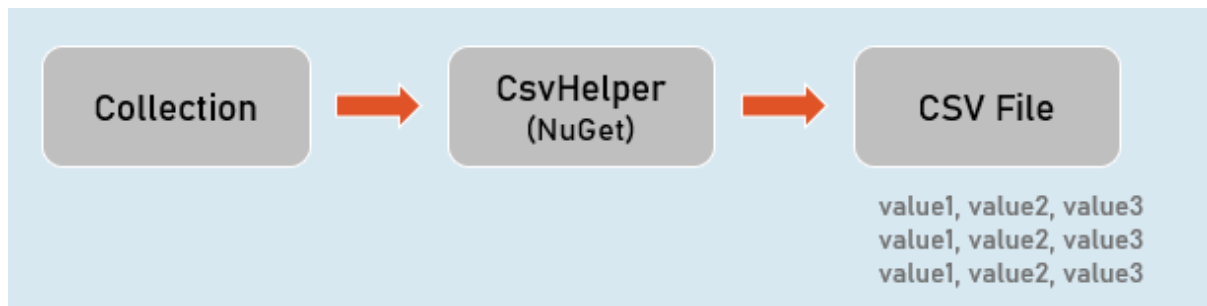 Collection
CsvHelper
(NuGet)
CSV File
value1, value2, value3
value1, value2, value3
value1, value2, value3